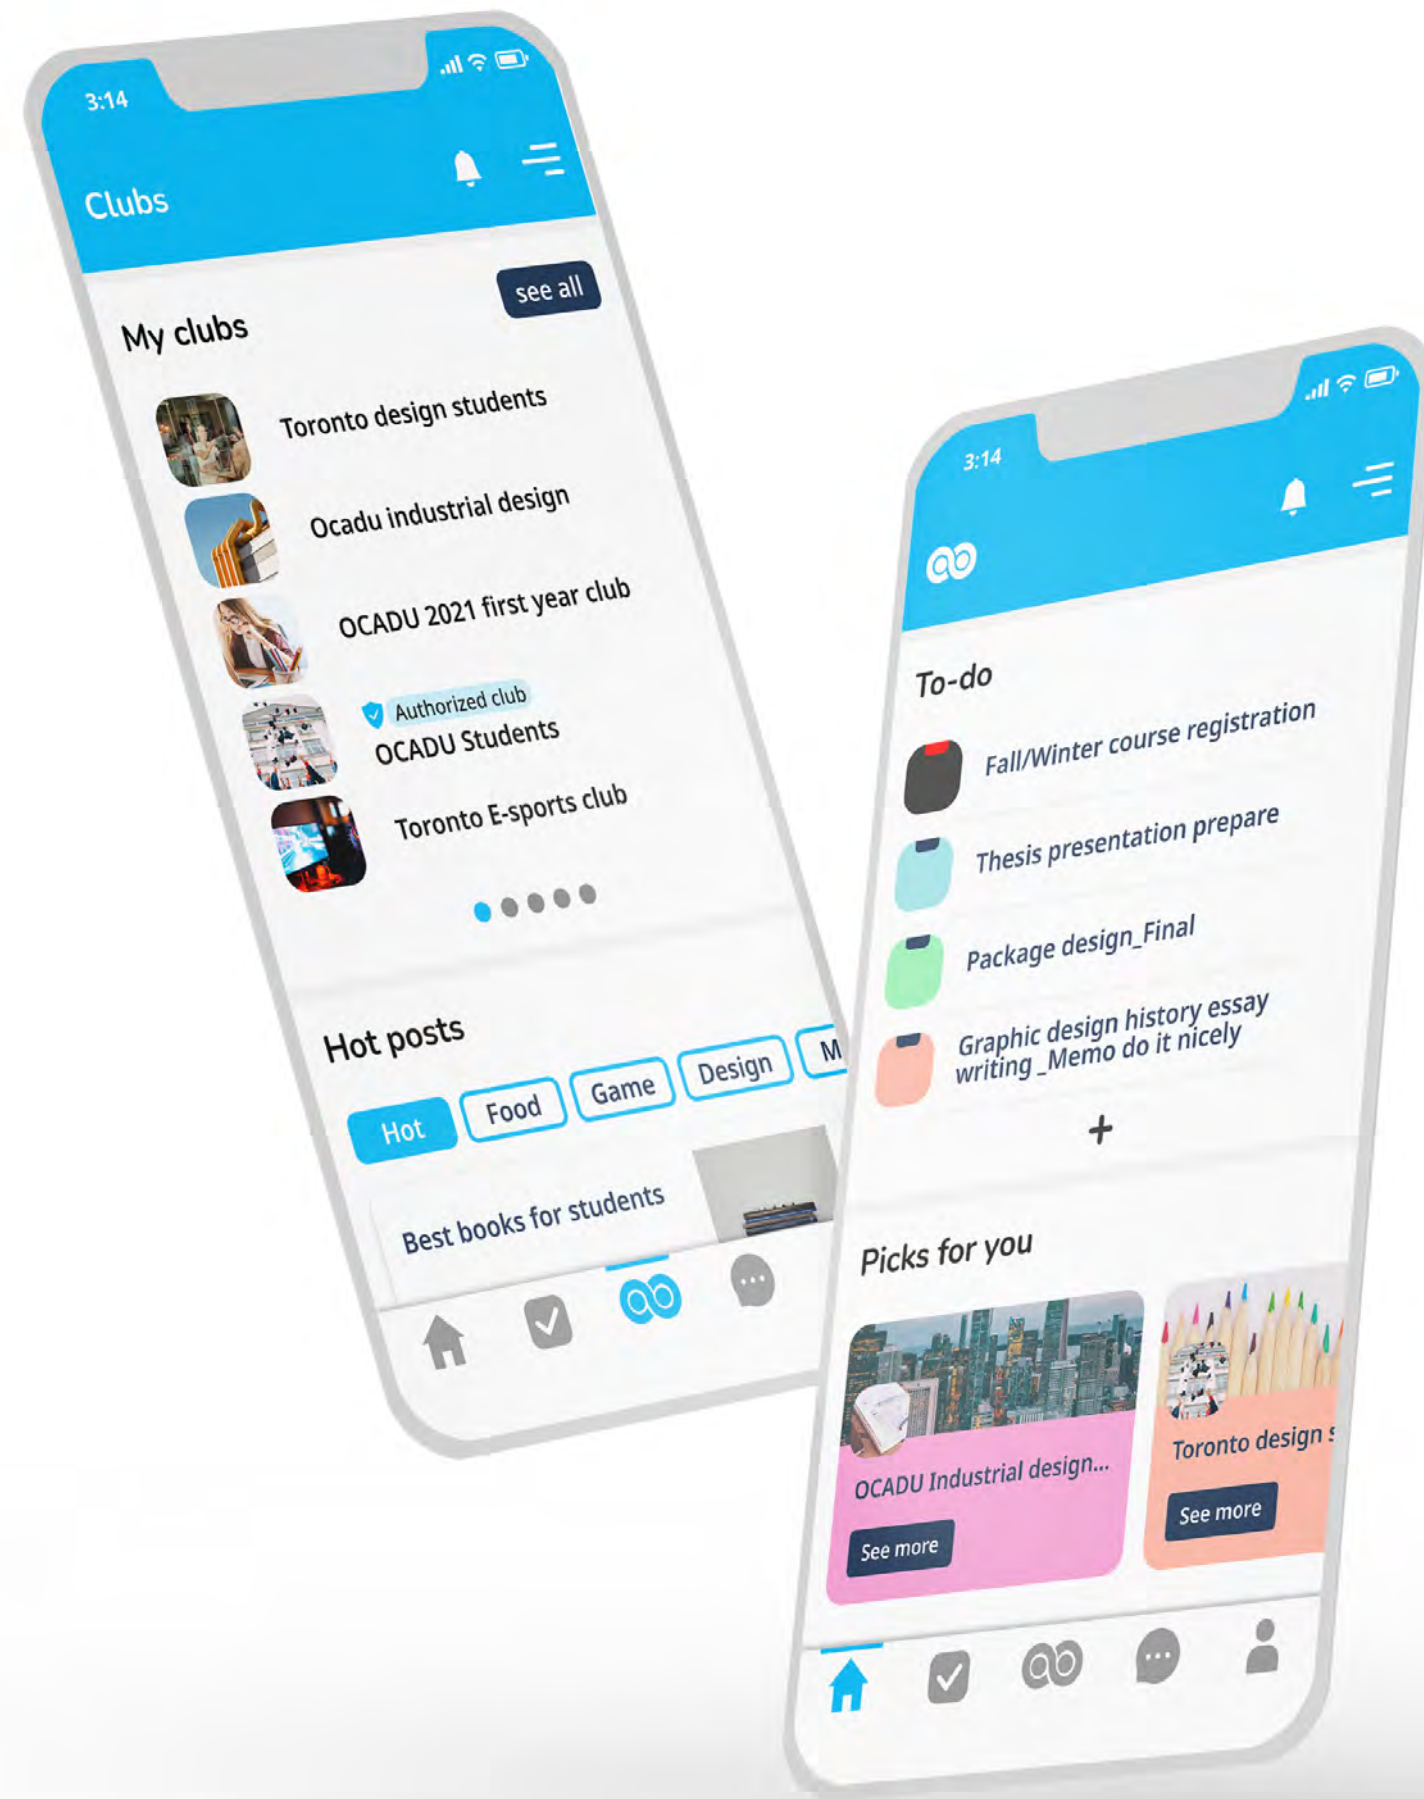 3:14
Clubs
My clubs
see all
Toronto design students
Ocadu industrial design
OCADU 2021 first year club
Authorized club
OCADU Students
Toronto E-sports club
Hot posts
Hot
Food
Game
Design
M
Best books for students
3:14
To-do
Fall/Winter course registration
Thesis presentation prepare
Package design_Final
Graphic design history essay
writing _Memo do it nicely
+
Picks for you
OCADU Industrial design...
See more
Toronto design s
See more